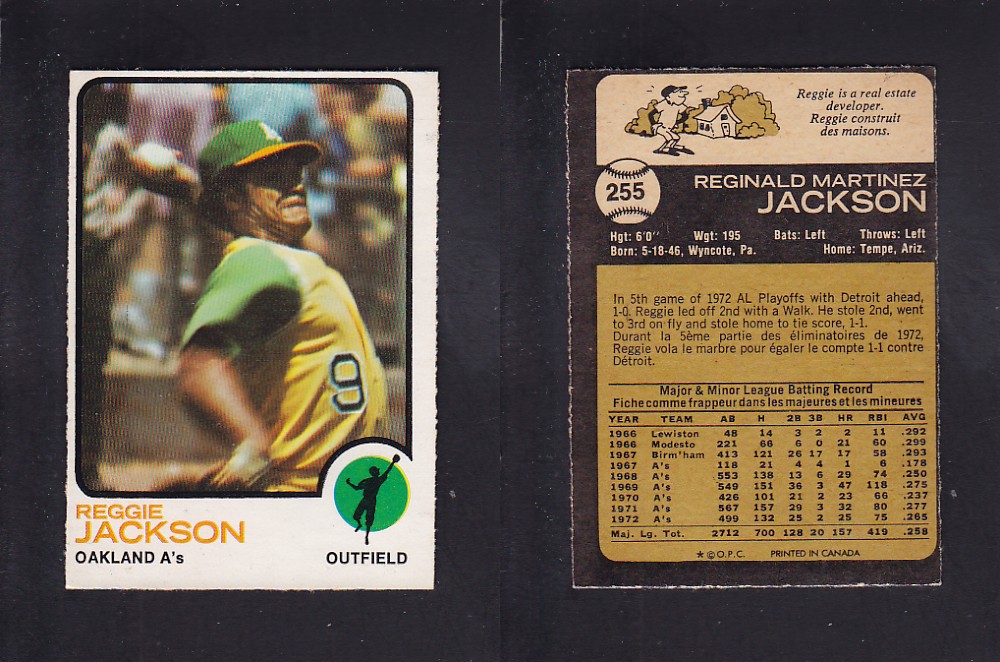 9
REGGIE
JACKSON
OAKLAND A's
OUTFIELD
Reggie is a real estate
developer.
Reggie construit
des maisons.
255
REGINALD MARTINEZ
JACKSON
Hgt: 6'0" Wgt: 195 Bats: Left Throws: Left
Born: 5-18-46, Wyncote, Pa. Home: Tempe, Ariz.
In 5th game of 1972 AL Playoffs with Detroit ahead,
1-0, Reggie led off 2nd with a Walk. He stole 2nd, went
to 3rd on fly and stole home to tie score, 1-1.
Durant la 5ème partie des éliminatoires de 1972,
Reggie vola le marbre pour égaler le compte 1-1 contre
Détroit.
Major & Minor League Batting Record
Fiche comme frappeur dans les majeures et les mineures
YEAR TEAM AB H 2B 3B HR RBI AVG
1966 Lewiston 48 14 3 2 2 11 .292
1966 Modesto 221 66 6 0 21 60 .299
1967 Birm'ham 413 121 26 17 17 58 .293
1967 A's 118 21 4 4 1 6 .178
1968 A's 553 138 13 6 29 74 .250
1969 A's 549 151 36 3 47 118 .275
1970 A's 426 101 21 2 23 66 .237
1971 A's 567 157 29 3 32 80 .277
1972 A's 499 132 25 2 25 75 .265
Maj. Lg. Tot. 2712 700 128 20 157 419 .258
★ © O.P.C. PRINTED IN CANADA